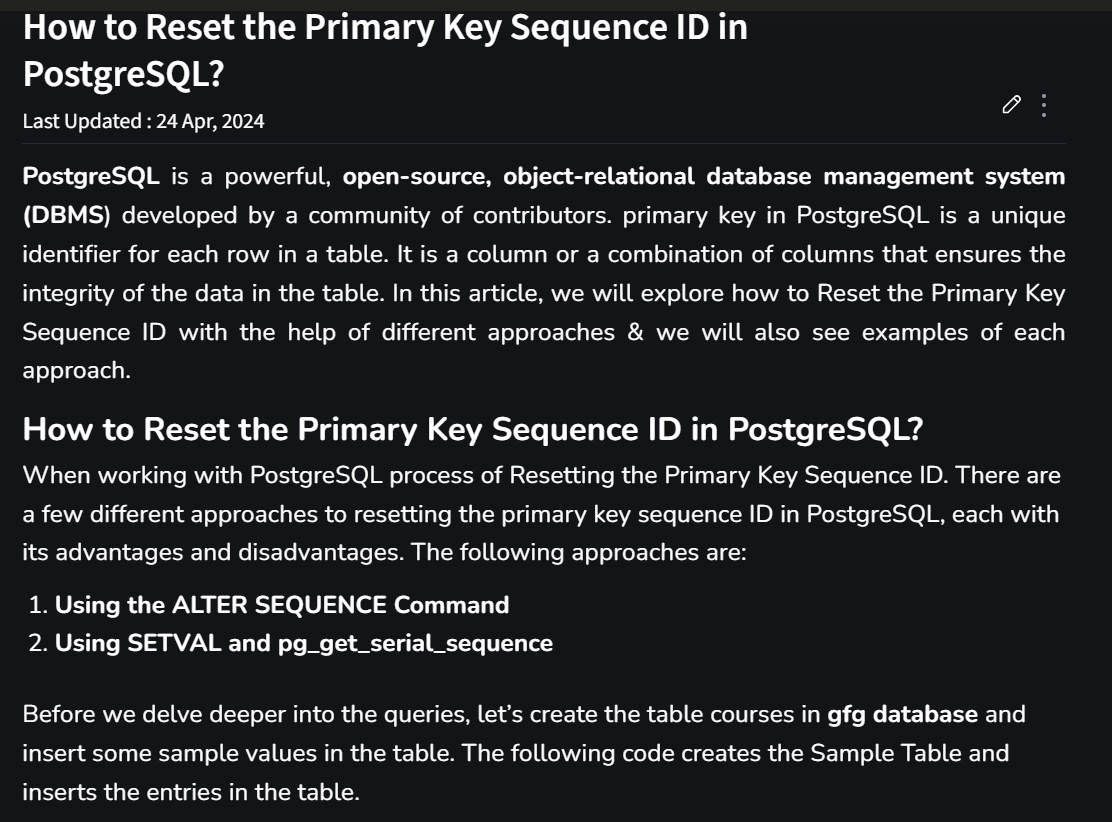 How to Reset the Primary Key Sequence ID in
PostgreSQL?
Last Updated : 24 Apr, 2024
PostgreSQL is a powerful, open-source, object-relational database management system
(DBMS) developed by a community of contributors. primary key in PostgreSQL is a unique
identifier for each row in a table. It is a column or a combination of columns that ensures the
integrity of the data in the table. In this article, we will explore how to Reset the Primary Key
Sequence ID with the help of different approaches & we will also see examples of each
approach.
How to Reset the Primary Key Sequence ID in PostgreSQL?
When working with PostgreSQL process of Resetting the Primary Key Sequence ID. There are
a few different approaches to resetting the primary key sequence ID in PostgreSQL, each with
its advantages and disadvantages. The following approaches are:
1. Using the ALTER SEQUENCE Command
2. Using SETVAL and pg_get_serial_sequence
Before we delve deeper into the queries, let’s create the table courses in gfg database and
insert some sample values in the table. The following code creates the Sample Table and
inserts the entries in the table.